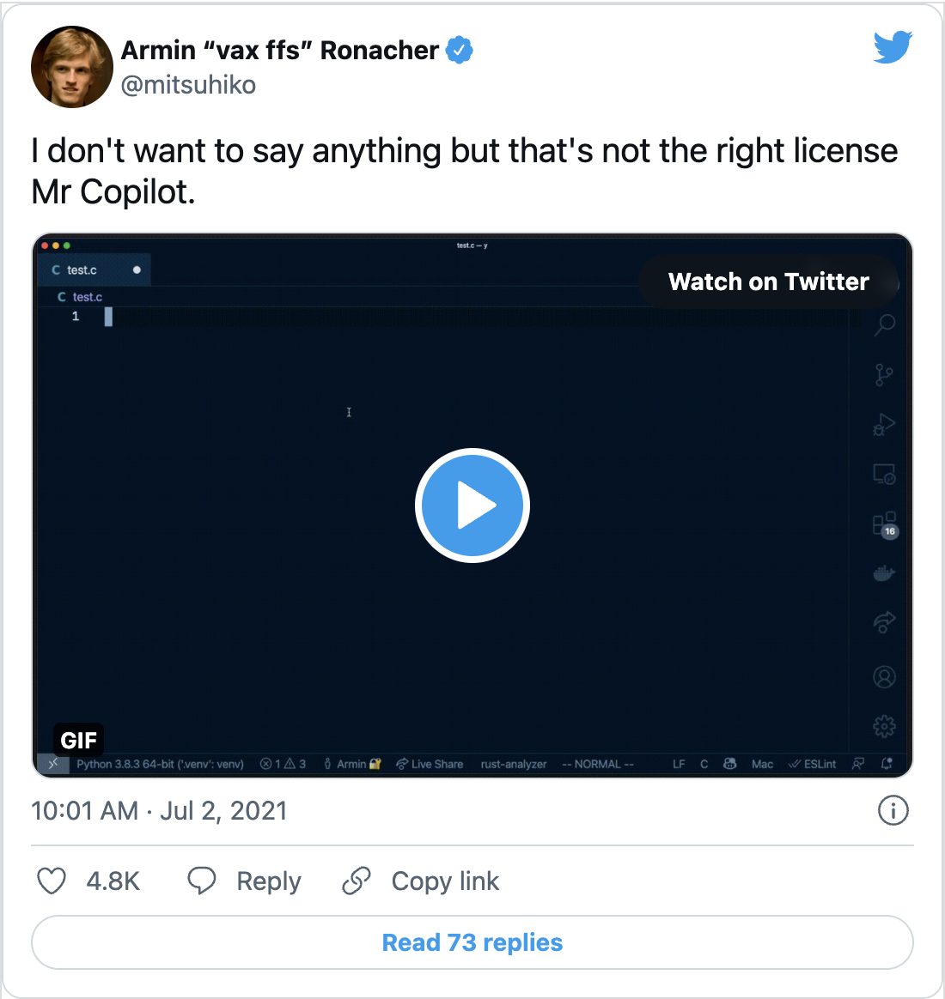 Armin “vax ffs” Ronacher
@mitsuhiko
I don't want to say anything but that's not the right license
Mr Copilot.
test.c — y
C test.c
Watch on Twitter
C test.c
1
16
GIF
Python 3.8.3 64-bit ('.venv': venv) 1 3 Armin Live Share rust-analyzer -- NORMAL -- LF C Mac ESLint
10:01 AM · Jul 2, 2021
4.8K Reply Copy link
Read 73 replies